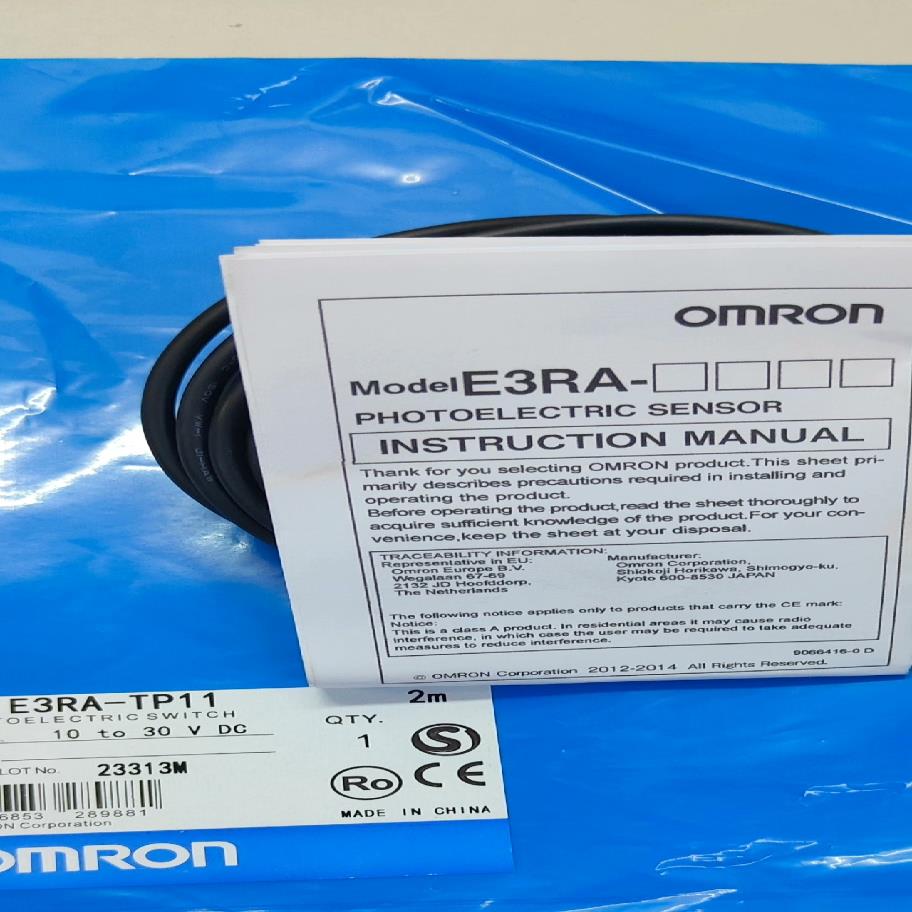 OMRON
Model E3RA-□□□□
PHOTOELECTRIC SENSOR
INSTRUCTION MANUAL
Thank you for selecting OMRON product.This sheet pri-
marily describes precautions required in installing and
operating the product.
Before operating the product,read the sheet thoroughly to
acquire sufficient knowledge of the product.For your con-
venience,keep the sheet at your disposal.
TRACEABILITY INFORMATION:
Representative in EU:
Omron Europe B.V.
Wegalaan 67-69
2132 JD Hoofddorp,
The Netherlands
Manufacturer:
Omron Corporation,
Shiokoji Horikawa, Shimogyo-ku,
Kyoto 600-8530 JAPAN
The following notice applies only to products that carry the CE mark:
Notice:
This is a class A product. In residential areas it may cause radio
interference, in which case the user may be required to take adequate
measures to reduce interference.
9066416-0 D
© OMRON Corporation 2012-2014 All Rights Reserved.
E3RA-TP11
2m
TOELECTRIC SWITCH
10 to 30 V DC
QTY.
1
LOT No. 23313M
Ro CE
6853 289881
MADE IN CHINA
ON Corporation
OMRON